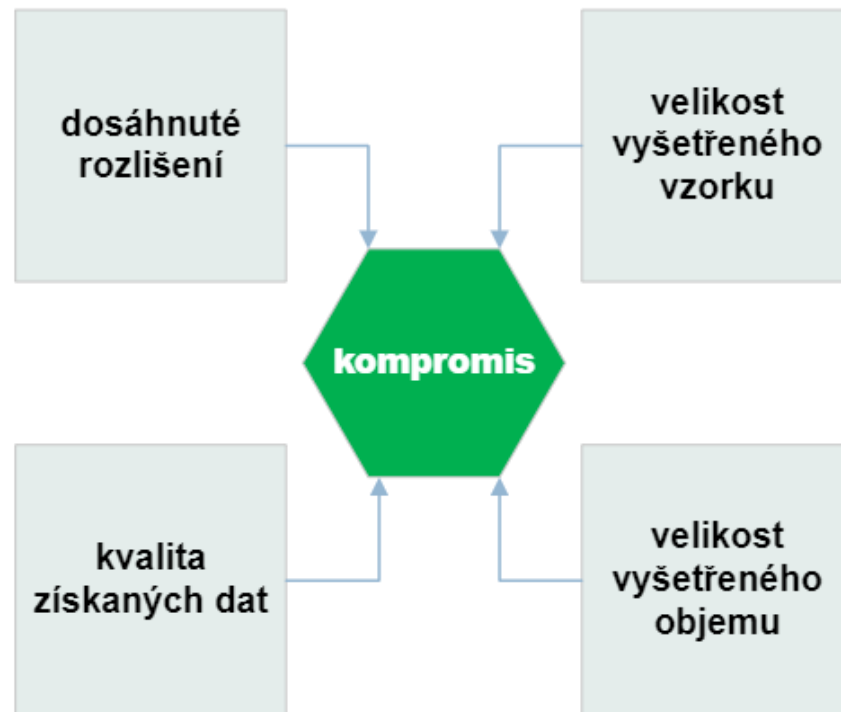 dosáhnuté
rozlišení
velikost
vyšetřeného
vzorku
kompromis
kvalita
získaných dat
velikost
vyšetřeného
objemu